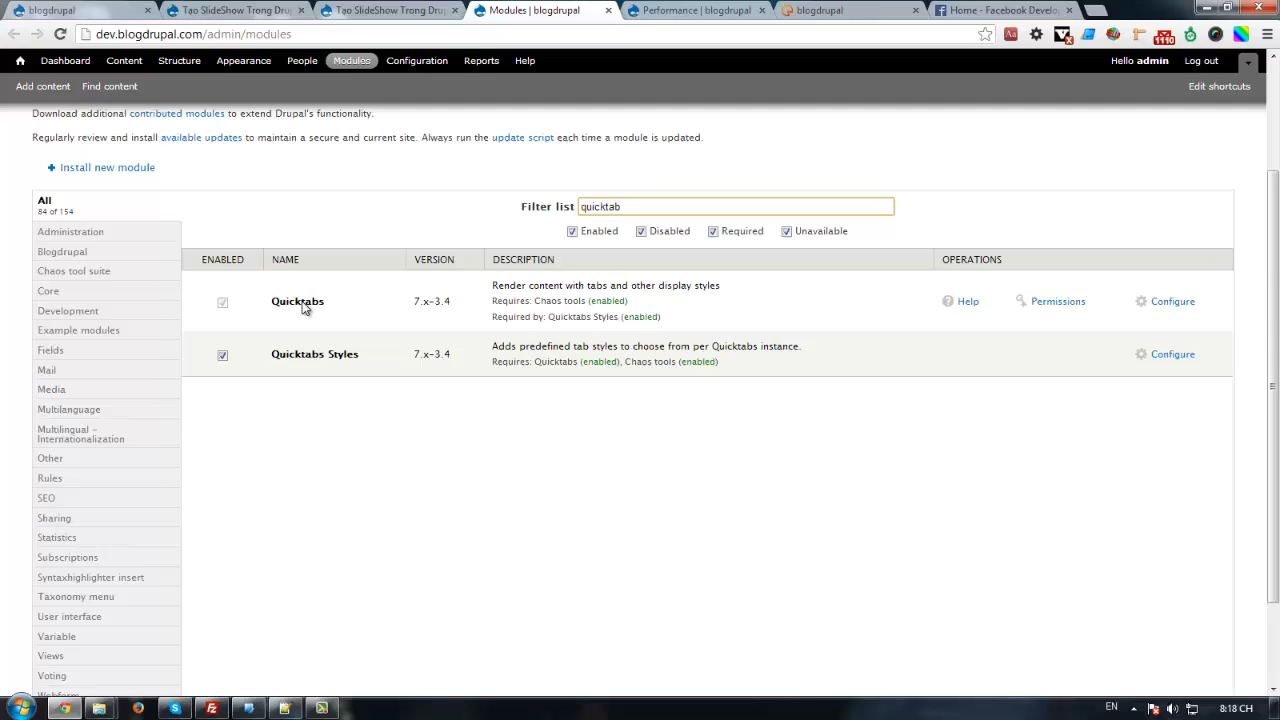 blogdrupal
Tao SlideShow Trong Dru
Tao SlideShow Trong Dru
Modules | blogdrupal
Performance | blogdrupal
blogdrupal
Home - Facebook Develo
dev.blogdrupal.com/admin/modules
1110
Dashboard Content Structure Appearance People Modules Configuration Reports Help Hello admin Log out
Add content Find content Edit shortcuts
Download additional contributed modules to extend Drupal's functionality.
Regularly review and install available updates to maintain a secure and current site. Always run the update script each time a module is updated.
Install new module
All
84 of 154
Administration
Blogdrupal
Chaos tool suite
Core
Development
Example modules
Fields
Mail
Media
Multilanguage
Multilingual -
Internationalization
Other
Rules
SEO
Sharing
Statistics
Subscriptions
Syntaxhighlighter insert
Taxonomy menu
User interface
Variable
Views
Voting
Webform
Filter list quicktab
Enabled Disabled Required Unavailable
ENABLED NAME VERSION DESCRIPTION OPERATIONS
Quicktabs 7.x-3.4 Render content with tabs and other display styles
Requires: Chaos tools (enabled)
Required by: Quicktabs Styles (enabled)
Help Permissions Configure
Quicktabs Styles 7.x-3.4 Adds predefined tab styles to choose from per Quicktabs instance.
Requires: Quicktabs (enabled), Chaos tools (enabled)
Configure
EN 8:18 CH